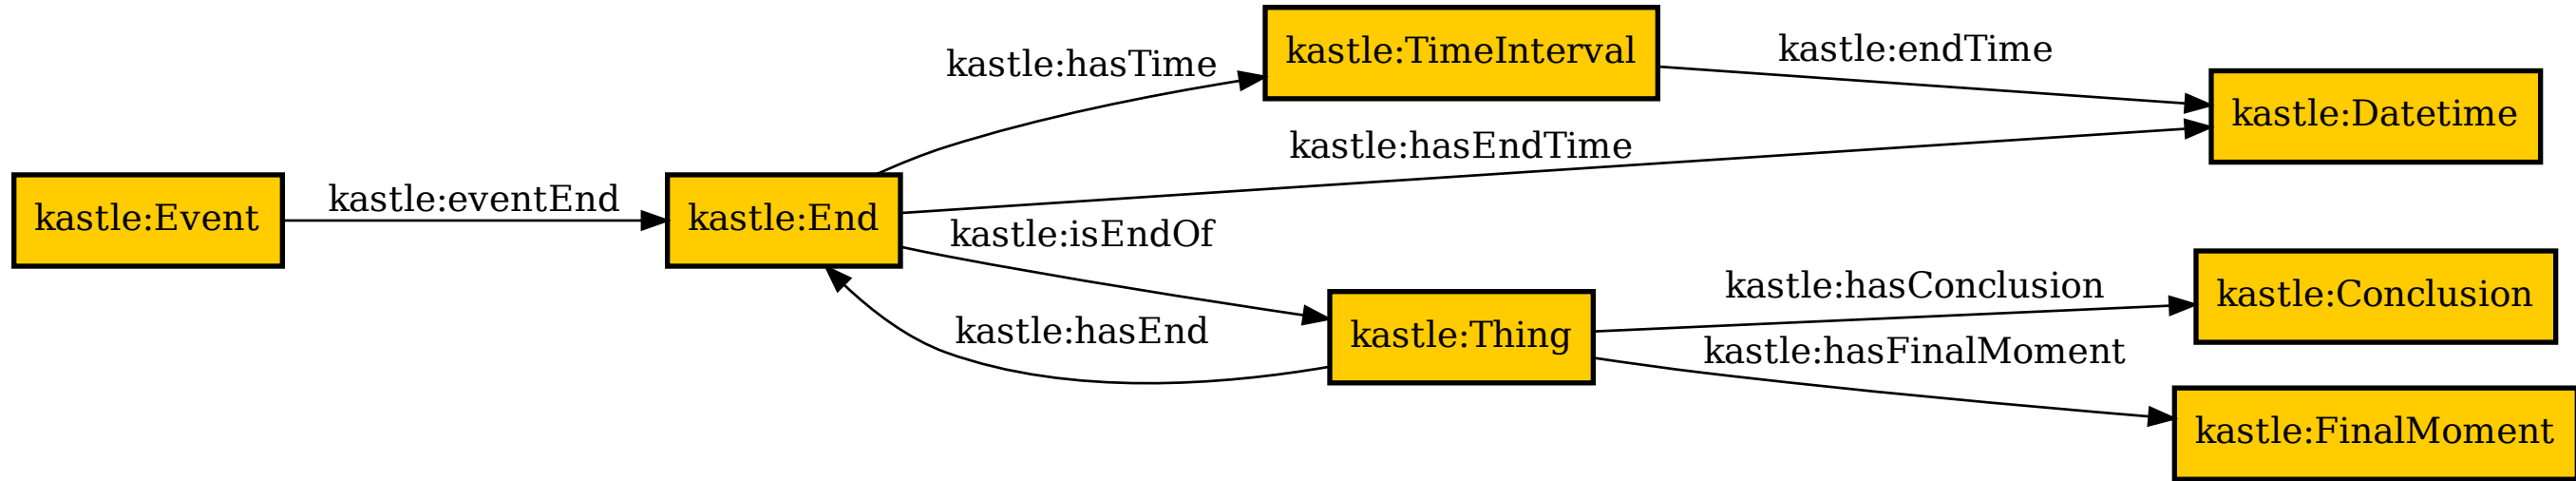 kastle:TimeInterval
kastle:endTime
kastle:hasTime
kastle:Datetime
kastle:hasEndTime
kastle:Event
kastle:eventEnd
kastle:End
kastle:isEndOf
kastle:hasConclusion
kastle:Conclusion
kastle:hasEnd
kastle:Thing
kastle:hasFinalMoment
kastle:FinalMoment